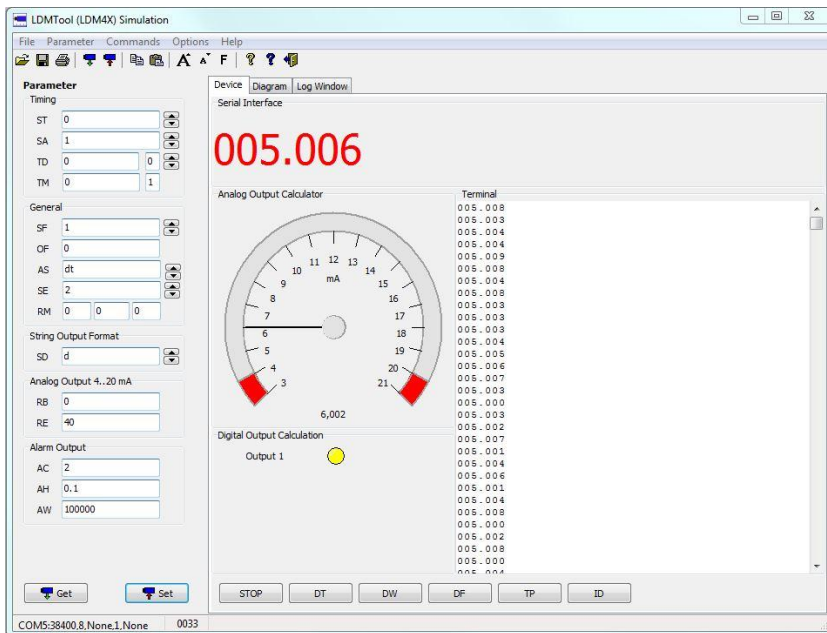 LDMTool (LDM4X) Simulation
File Parameter Commands Options Help
A A F ? ?
Parameter
Timing
ST 0
SA 1
TD 0 0
TM 0 1
General
SF 1
OF 0
AS dt
SE 2
RM 0 0 0
String Output Format
SD d
Analog Output 4..20 mA
RB 0
RE 40
Alarm Output
AC 2
AH 0.1
AW 100000
Get Set
Device Diagram Log Window
Serial Interface
005.006
Analog Output Calculator
3 4 5 6 7 8 9 10 11 12 13 14 15 16 17 18 19 20 21
mA
6,002
Digital Output Calculation
Output 1
Terminal
005.008
005.003
005.004
005.004
005.009
005.008
005.004
005.008
005.003
005.003
005.003
005.004
005.005
005.006
005.007
005.003
005.000
005.003
005.002
005.007
005.001
005.004
005.006
005.001
005.004
005.008
005.000
005.002
005.008
005.000
STOP DT DW DF TP ID
COM5:38400,8,None,1,None 0033